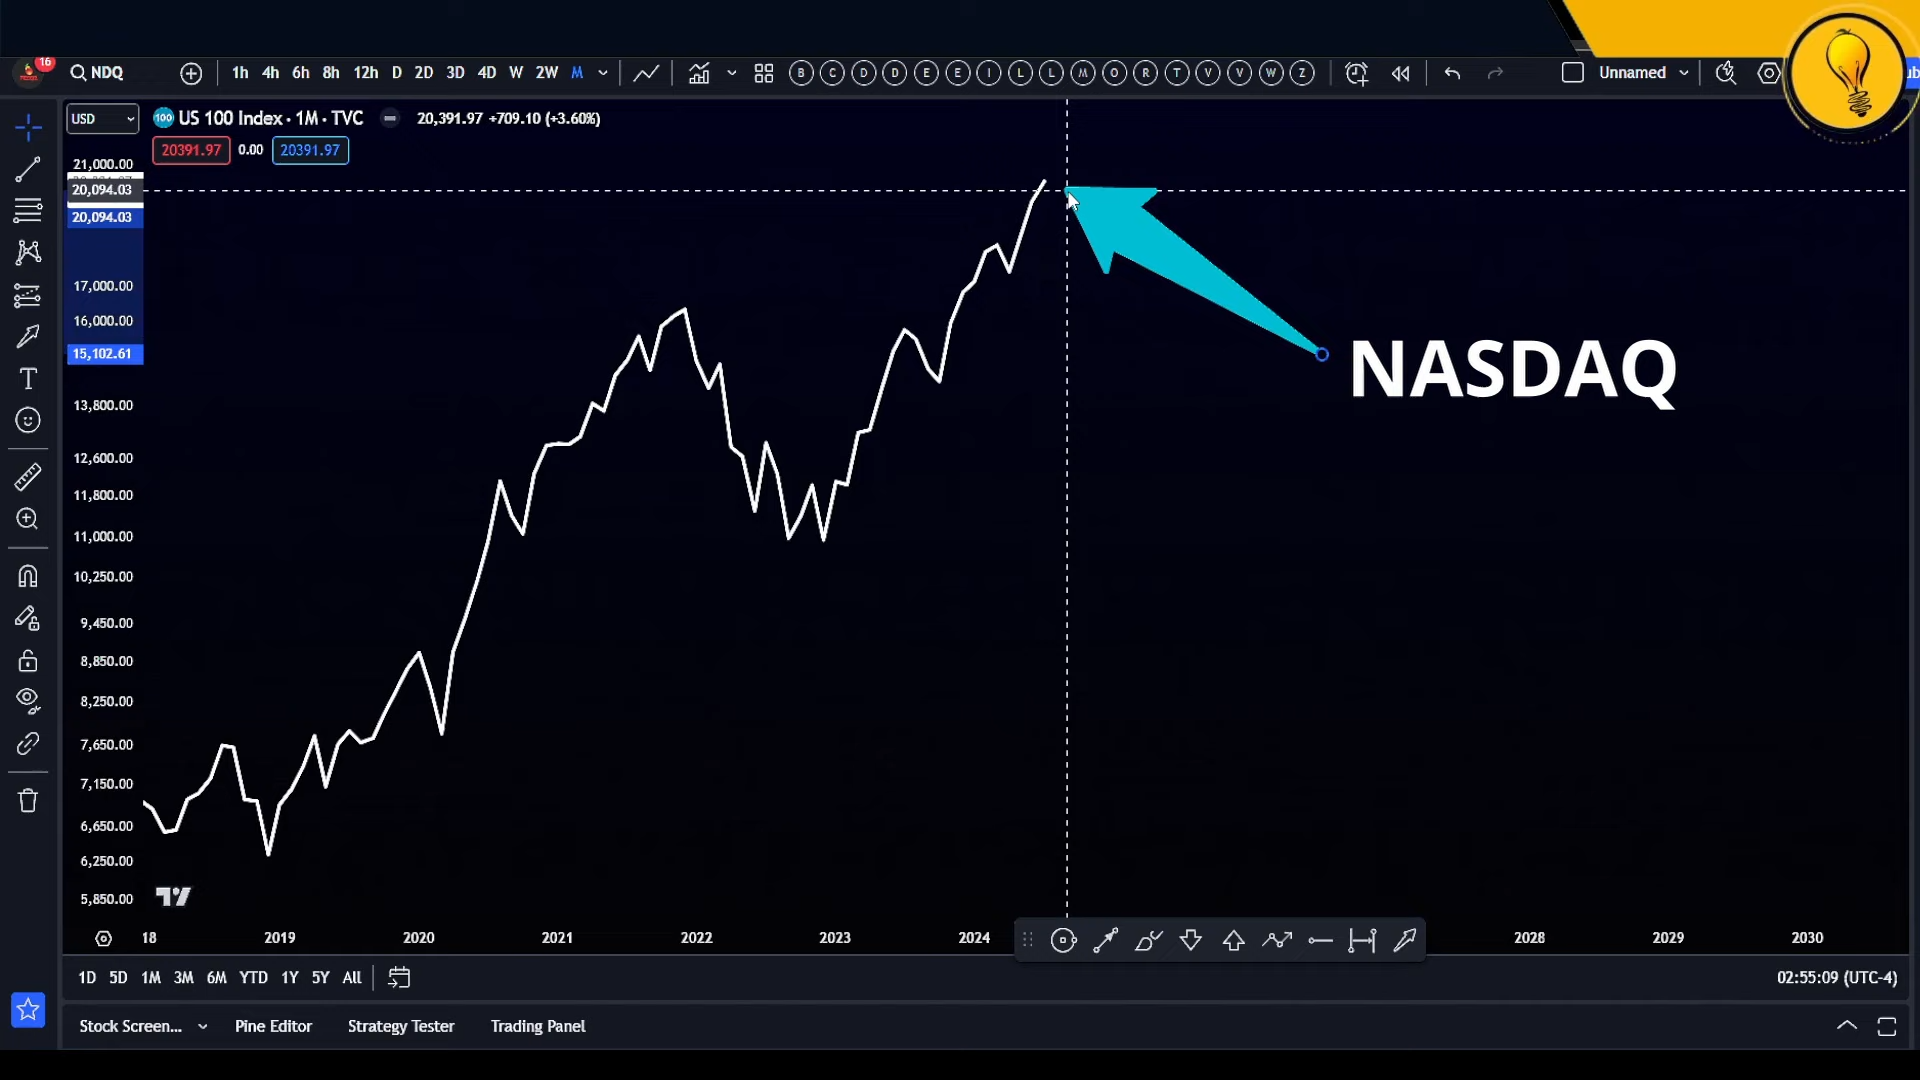 16
NDQ
1h 4h 6h 8h 12h D 2D 3D 4D W 2W M
B C D D E E I L L M O R T V V W Z
Unnamed
USD
100 US 100 Index · 1M · TVC
20,391.97 +709.10 (+3.60%)
20391.97 0.00 20391.97
21,000.00
20,094.03
20,094.03
17,000.00
16,000.00
15,102.61
13,800.00
12,600.00
11,800.00
11,000.00
10,250.00
9,450.00
8,850.00
8,250.00
7,650.00
7,150.00
6,650.00
6,250.00
5,850.00
NASDAQ
18 2019 2020 2021 2022 2023 2024 2028 2029 2030
1D 5D 1M 3M 6M YTD 1Y 5Y All
02:55:09 (UTC-4)
Stock Screen... Pine Editor Strategy Tester Trading Panel